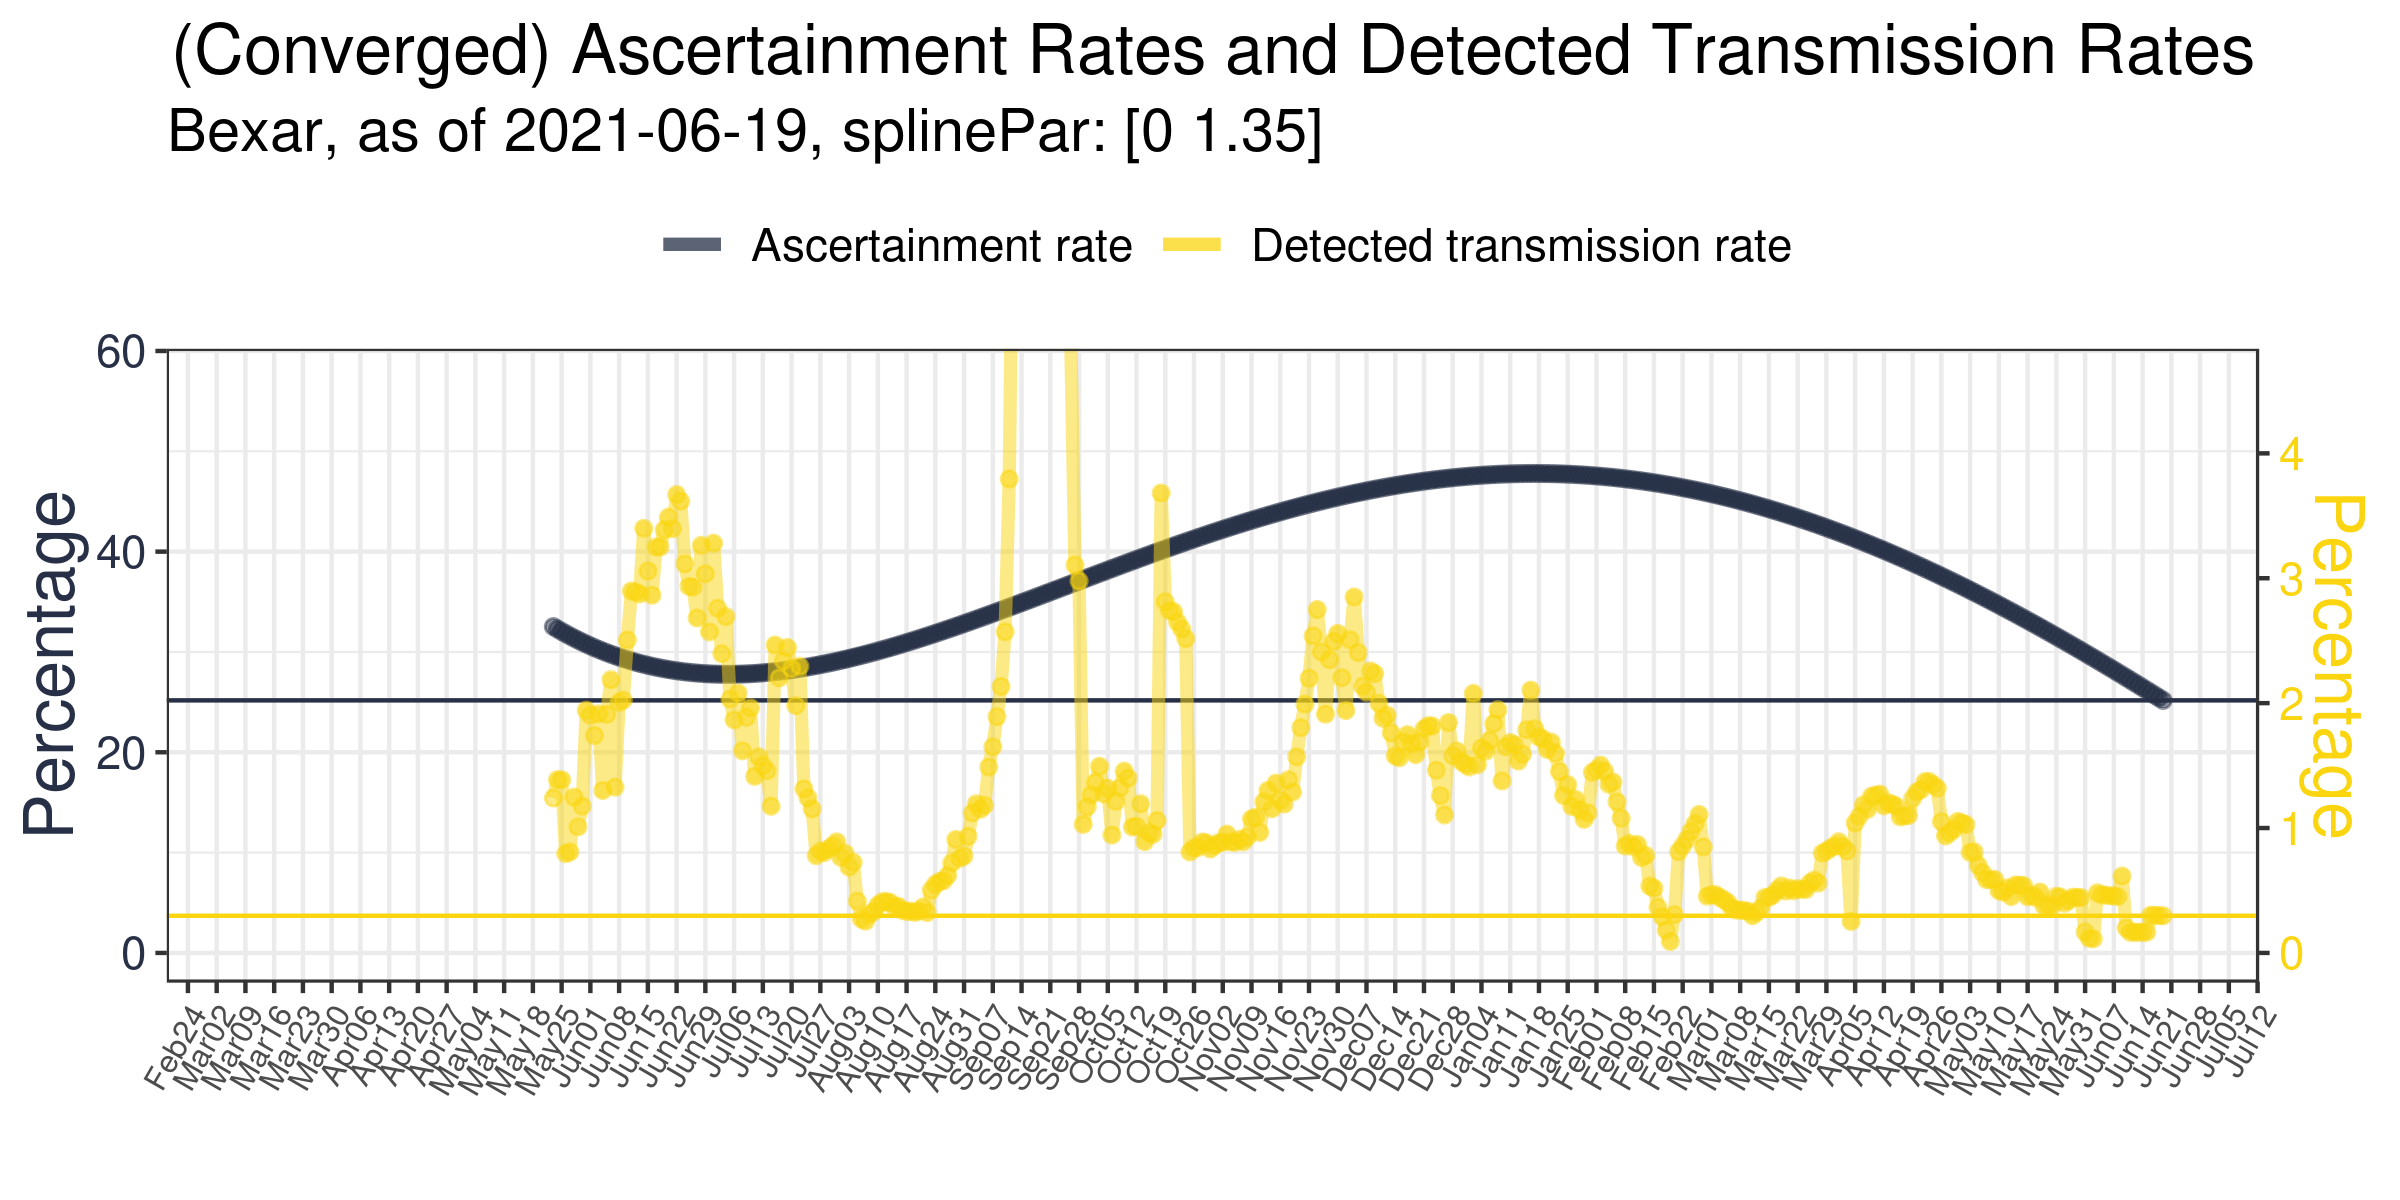 (Converged) Ascertainment Rates and Detected Transmission Rates
Bexar, as of 2021-06-19, splinePar: [0 1.35]
Ascertainment rate
Detected transmission rate
Percentage
60
40
20
0
4
3
2
1
0
Percentage
Feb24
Mar02
Mar09
Mar16
Mar23
Mar30
Apr06
Apr13
Apr20
Apr27
May04
May11
May18
May25
Jun01
Jun08
Jun15
Jun22
Jun29
Jul06
Jul13
Jul20
Jul27
Aug03
Aug10
Aug17
Aug24
Aug31
Sep07
Sep14
Sep21
Sep28
Oct05
Oct12
Oct19
Oct26
Nov02
Nov09
Nov16
Nov23
Nov30
Dec07
Dec14
Dec21
Dec28
Jan04
Jan11
Jan18
Jan25
Feb01
Feb08
Feb15
Feb22
Mar01
Mar08
Mar15
Mar22
Mar29
Apr05
Apr12
Apr19
Apr26
May03
May10
May17
May24
May31
Jun07
Jun14
Jun21
Jun28
Jul05
Jul12